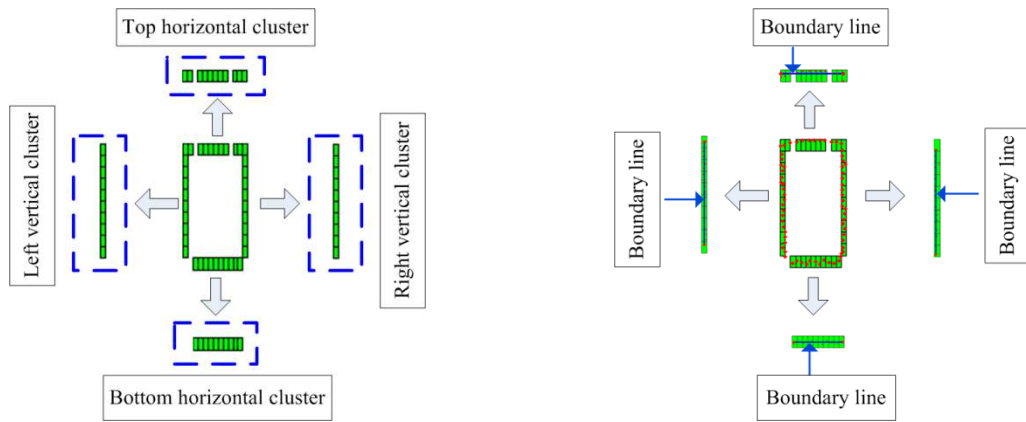 Top horizontal cluster
Left vertical cluster
Right vertical cluster
Bottom horizontal cluster
Boundary line
Boundary line
Boundary line
Boundary line